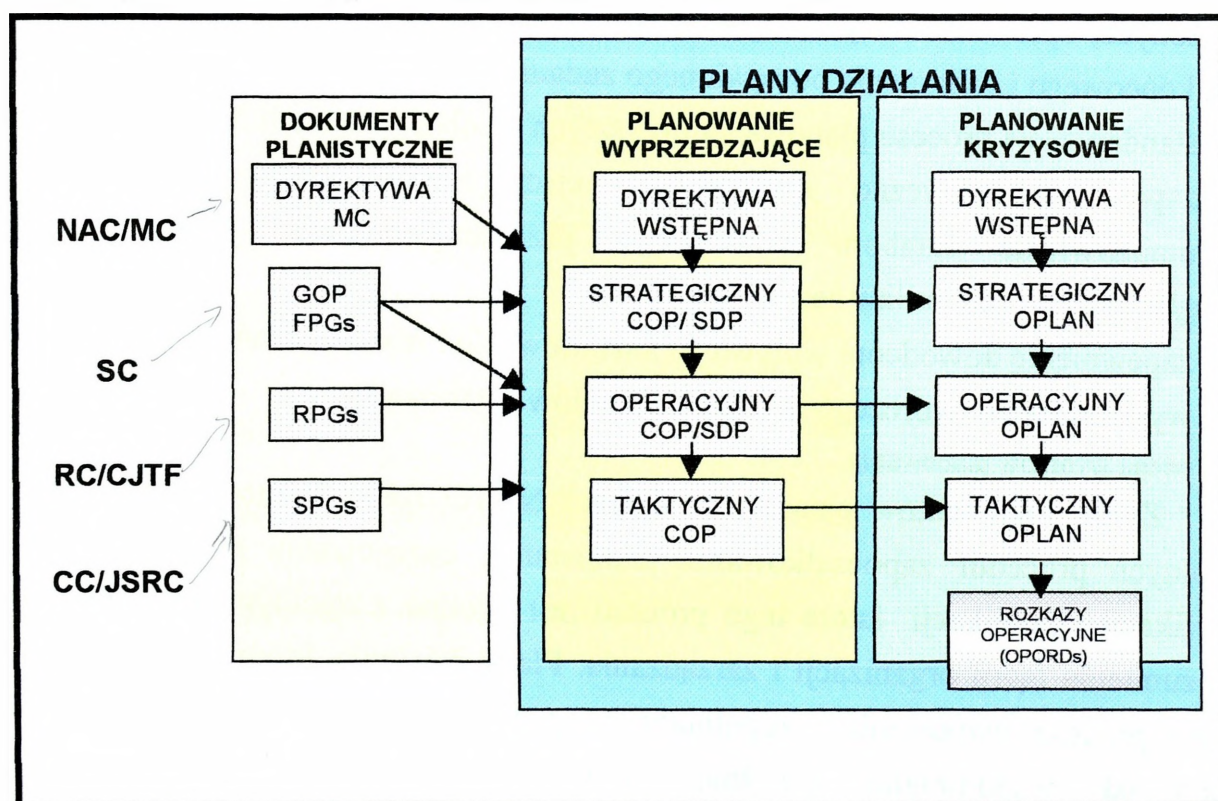 PLANY DZIAŁANIA
DOKUMENTY
PLANISTYCZNE
PLANOWANIE
WYPRZEDZAJĄCE
PLANOWANIE
KRYZYSOWE
NAC/MC
SC
RC/CJTF
CC/JSRC
DYREKTYWA
MC
GOP
FPGs
RPGs
SPGs
DYREKTYWA
WSTĘPNA
STRATEGICZNY
COP/ SDP
OPERACYJNY
COP/SDP
TAKTYCZNY
COP
DYREKTYWA
WSTĘPNA
STRATEGICZNY
OPLAN
OPERACYJNY
OPLAN
TAKTYCZNY
OPLAN
ROZKAZY
OPERACYJNE
(OPORDs)